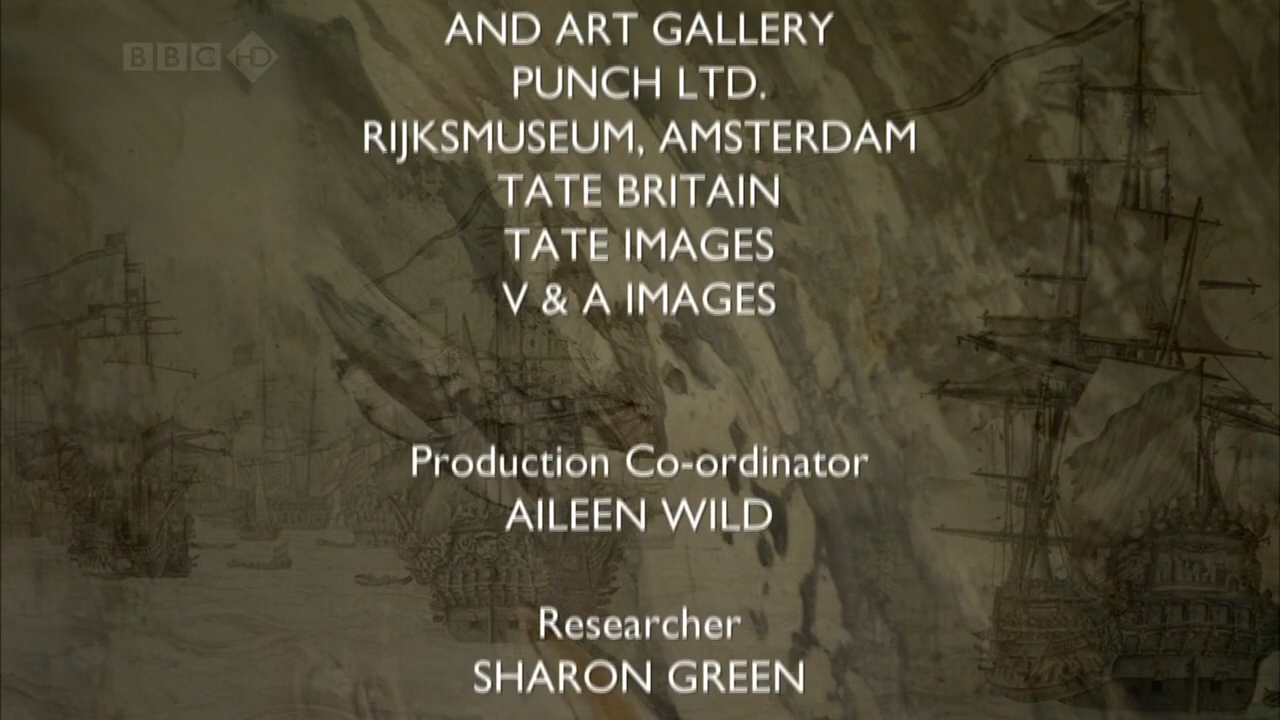 BBC HD
AND ART GALLERY
PUNCH LTD.
RIJKSMUSEUM, AMSTERDAM
TATE BRITAIN
TATE IMAGES
V & A IMAGES
Production Co-ordinator
AILEEN WILD
Researcher
SHARON GREEN